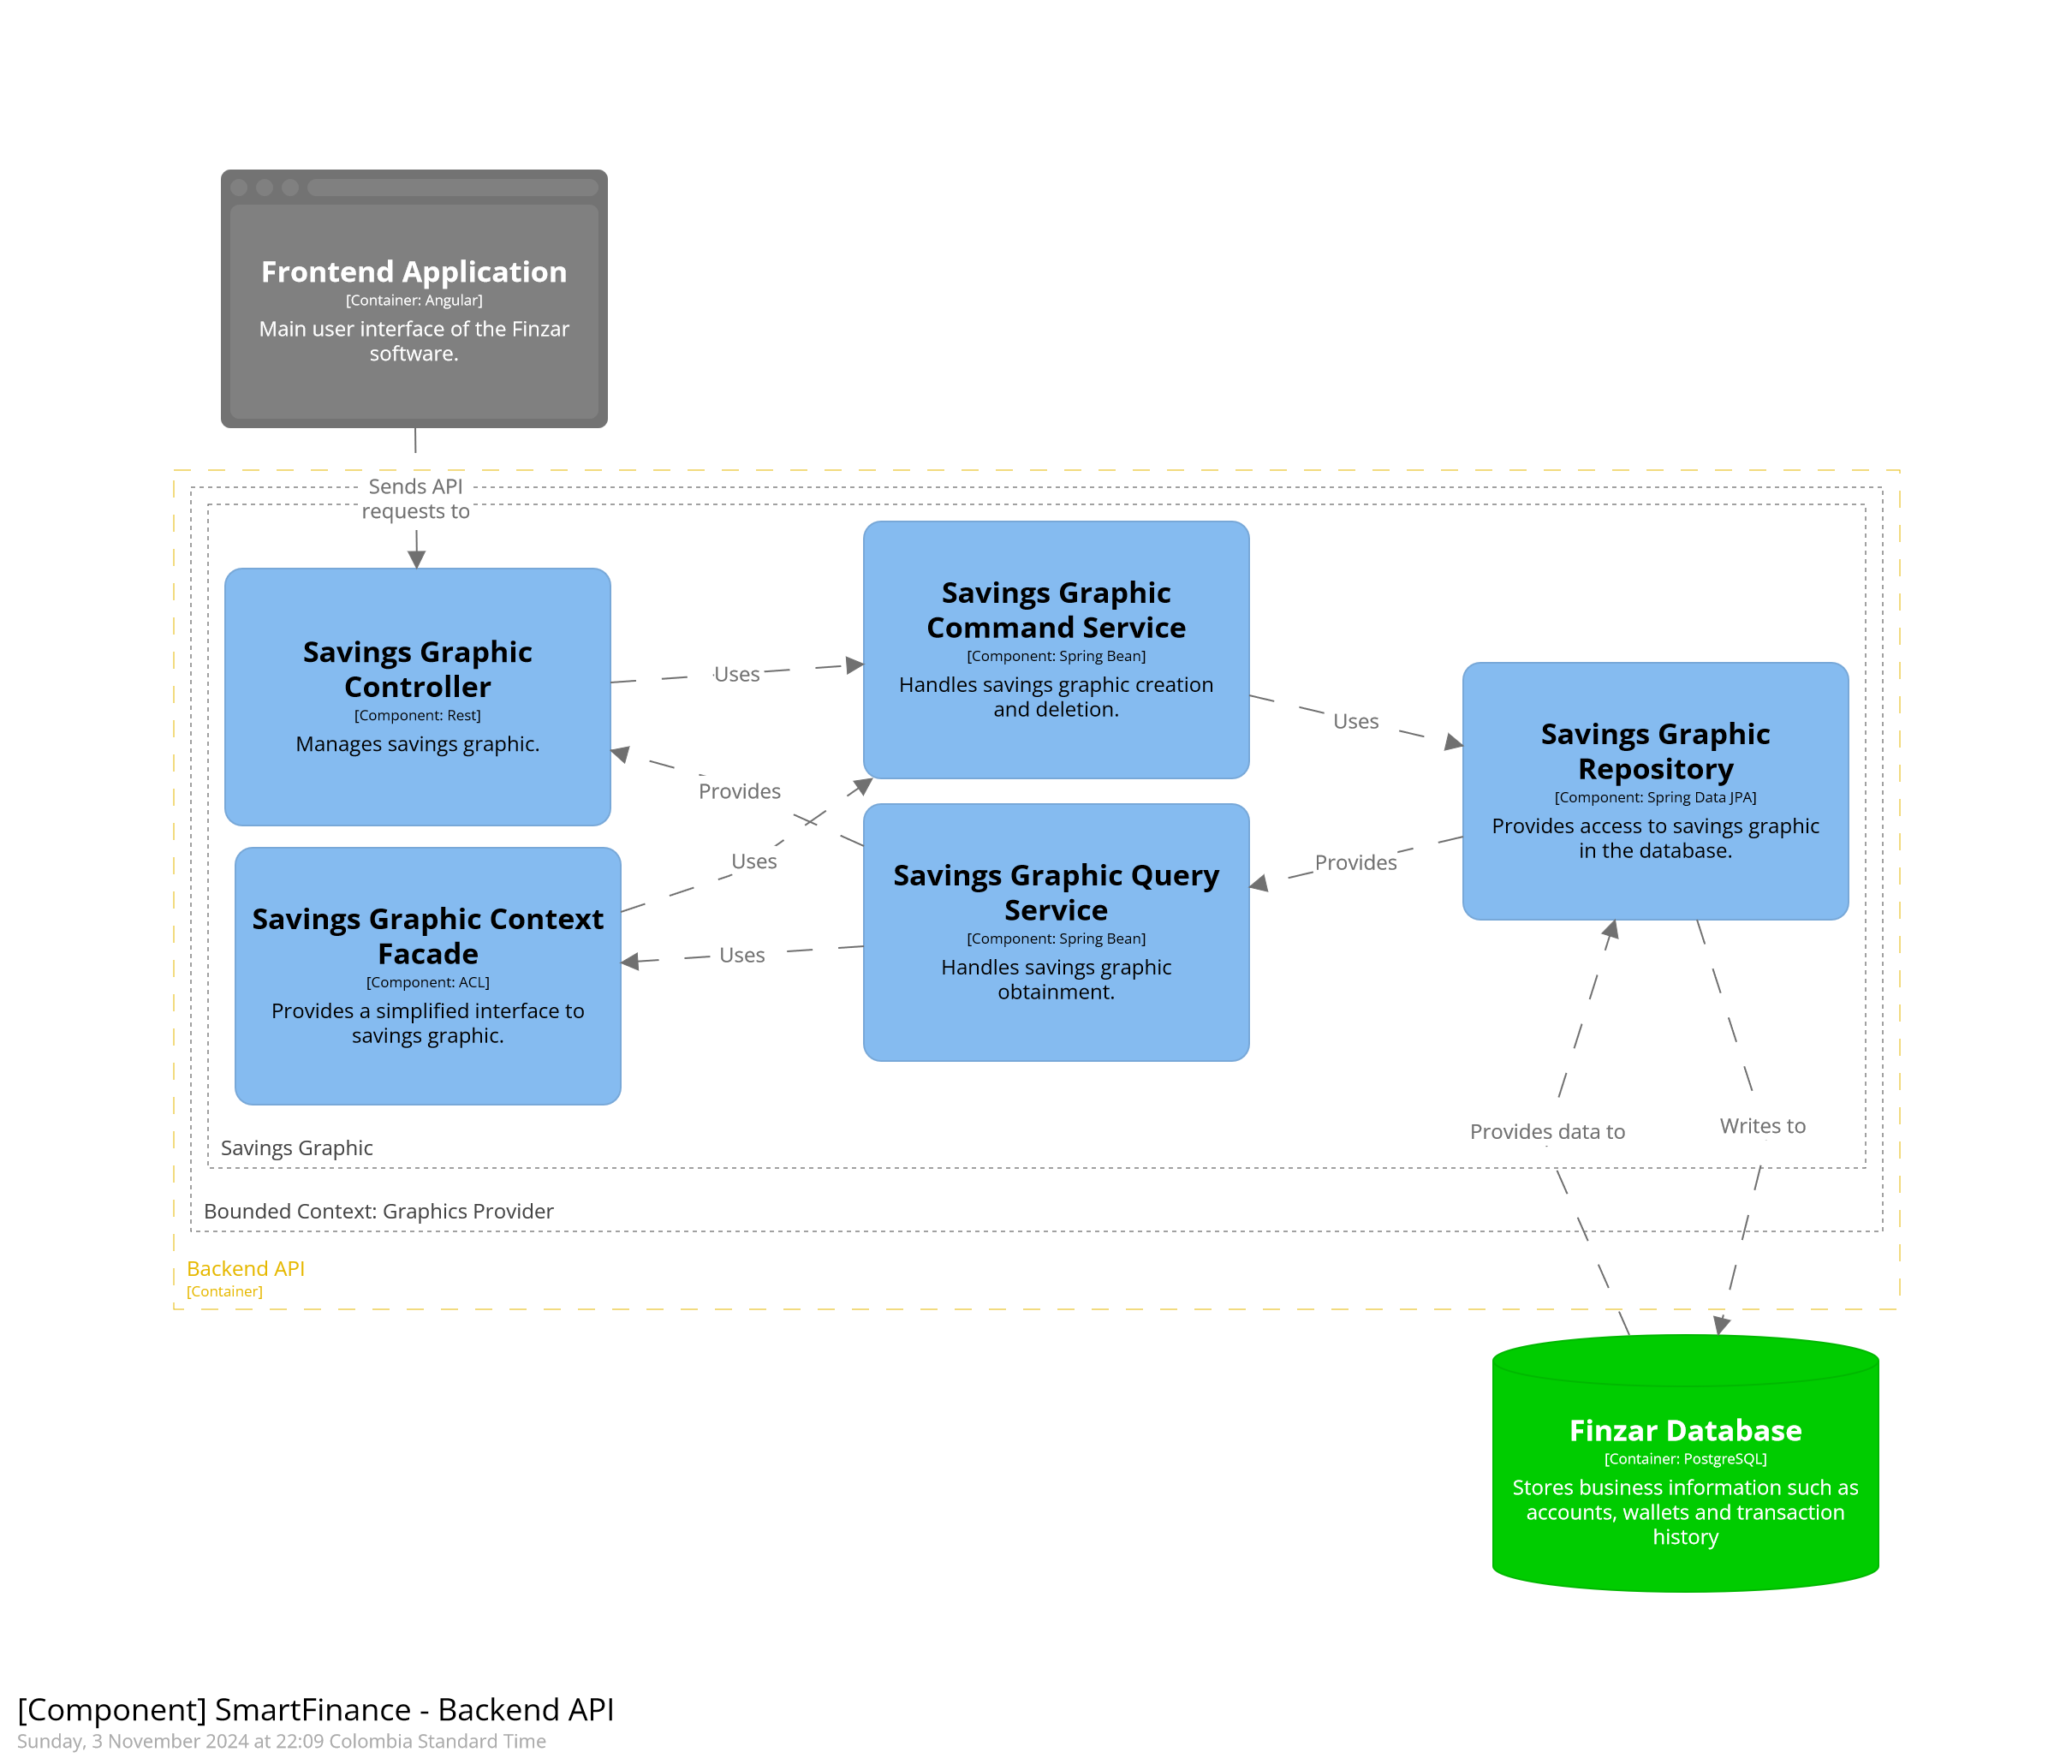 Frontend Application
[Container: Angular]
Main user interface of the Finzar
software.
Sends API
requests to
Savings Graphic
Controller
[Component: Rest]
Manages savings graphic.
Uses
Savings Graphic
Command Service
[Component: Spring Bean]
Handles savings graphic creation
and deletion.
Uses
Savings Graphic
Repository
[Component: Spring Data JPA]
Provides access to savings graphic
in the database.
Provides
Uses
Provides
Savings Graphic Context
Facade
[Component: ACL]
Provides a simplified interface to
savings graphic.
Uses
Savings Graphic Query
Service
[Component: Spring Bean]
Handles savings graphic
obtainment.
Provides data to
Writes to
Savings Graphic
Bounded Context: Graphics Provider
Backend API
[Container]
Finzar Database
[Container: PostgreSQL]
Stores business information such as
accounts, wallets and transaction
history
[Component] SmartFinance - Backend API
Sunday, 3 November 2024 at 22:09 Colombia Standard Time